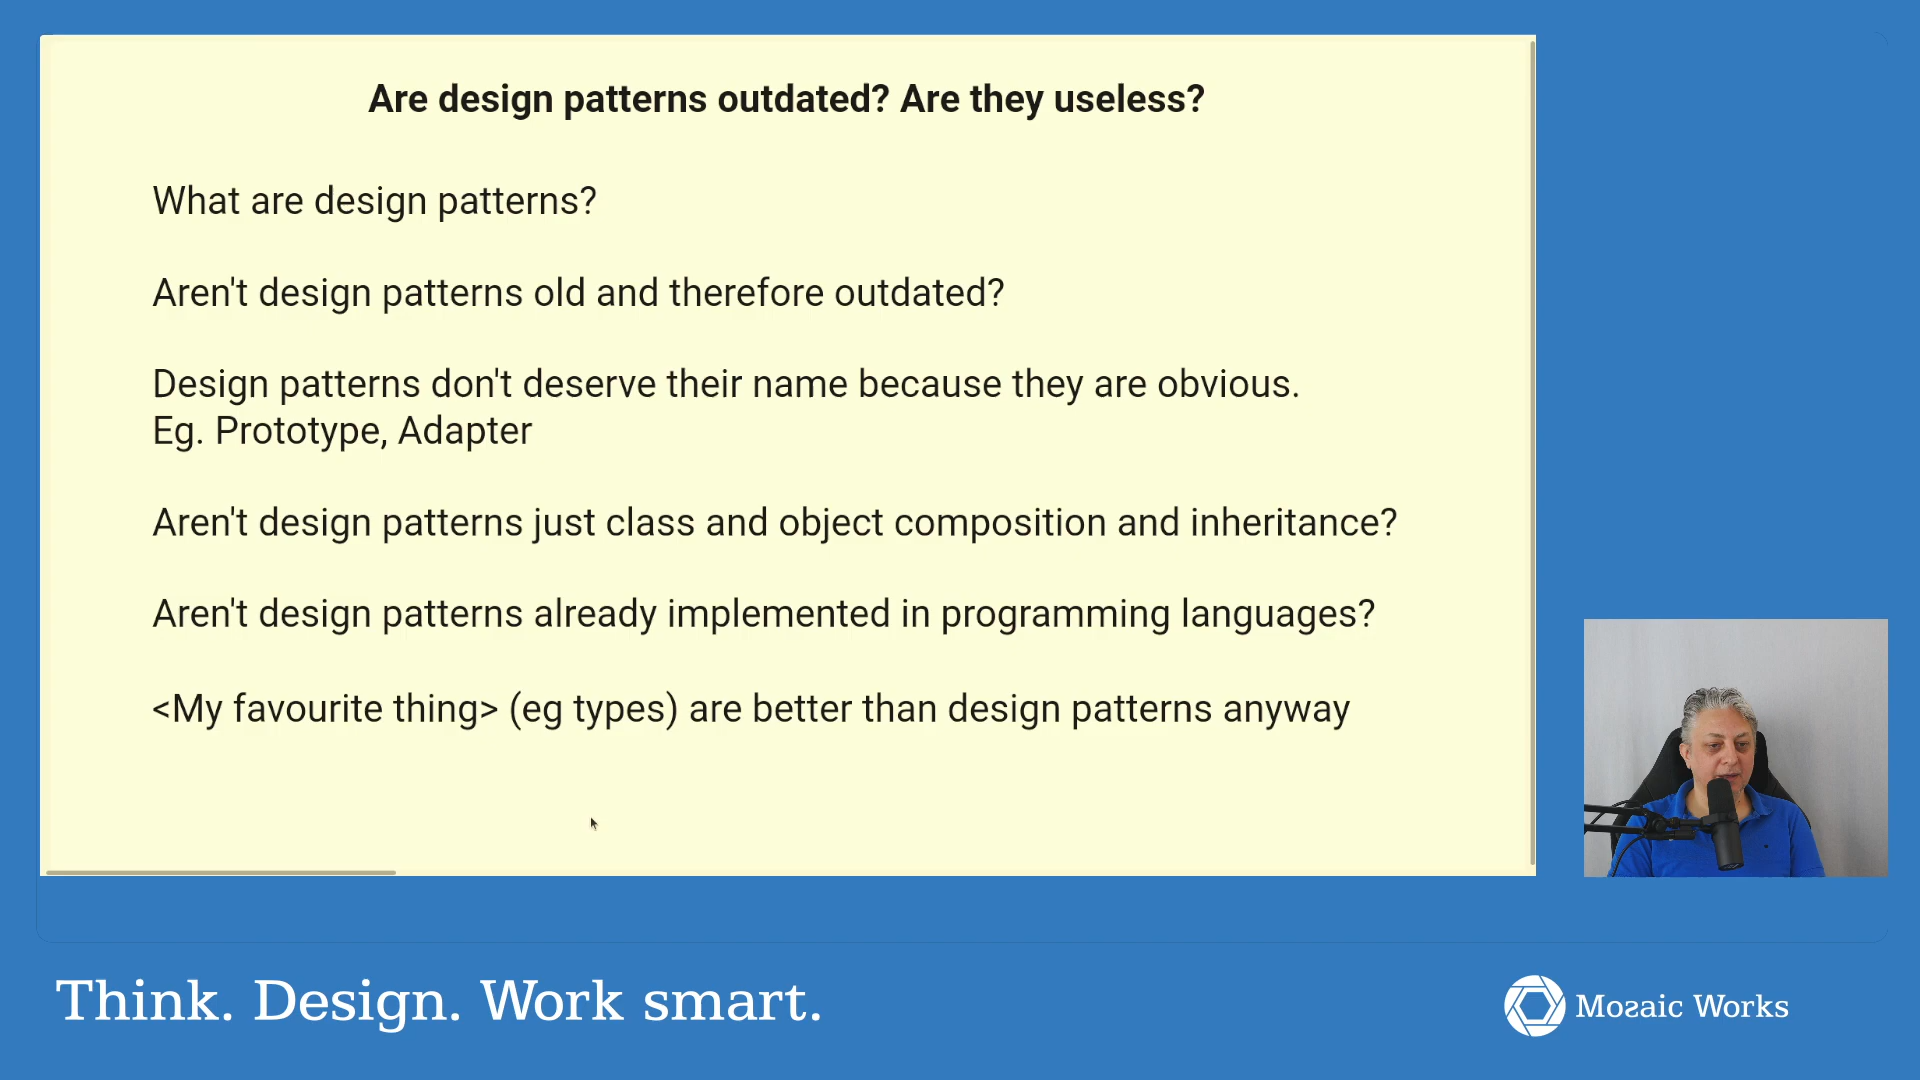 Are design patterns outdated? Are they useless?
What are design patterns?
Aren't design patterns old and therefore outdated?
Design patterns don't deserve their name because they are obvious.
Eg. Prototype, Adapter
Aren't design patterns just class and object composition and inheritance?
Aren't design patterns already implemented in programming languages?
<My favourite thing> (eg types) are better than design patterns anyway
Think. Design. Work smart.
Mozaic Works